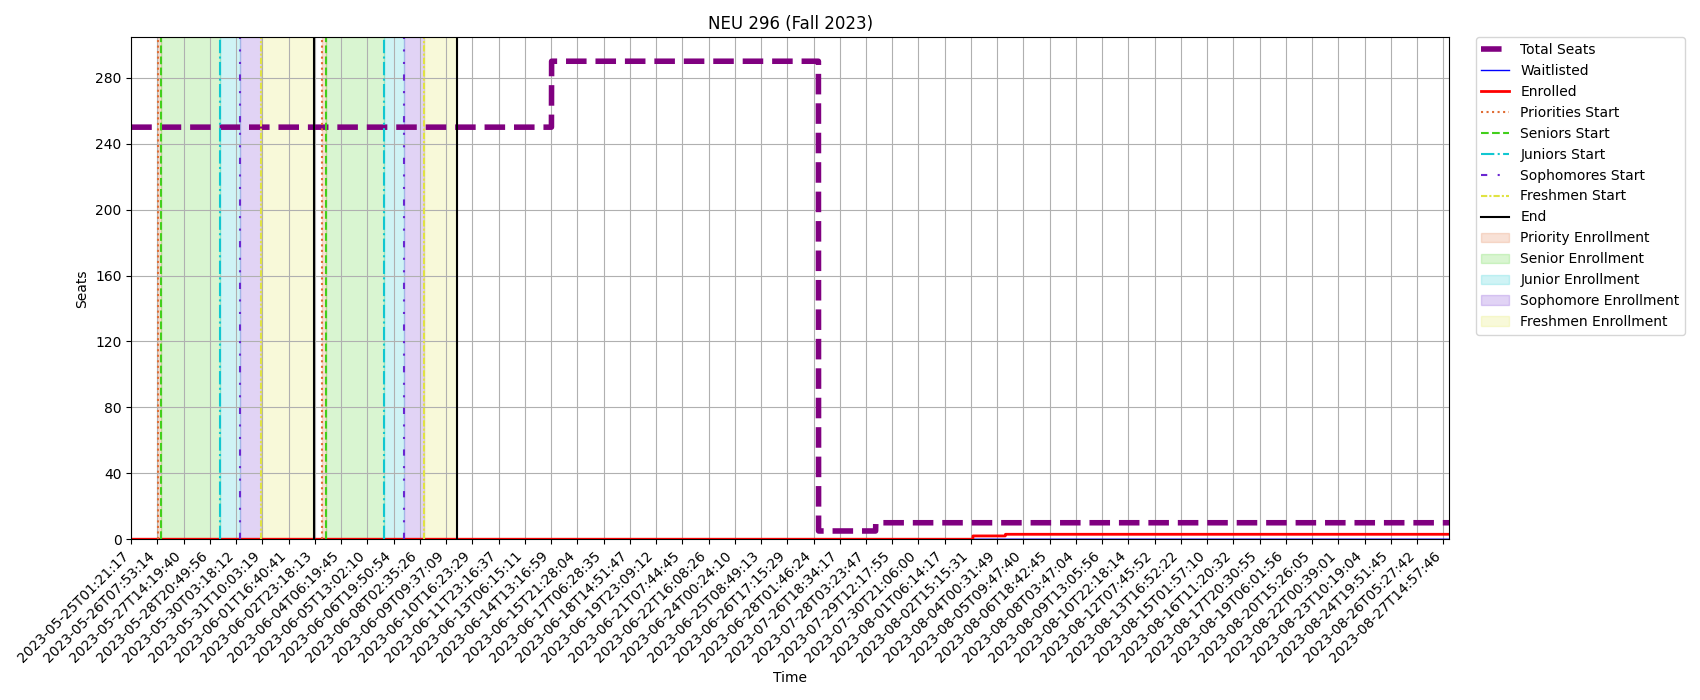 NEU 296 (Fall 2023)
Seats
280
240
200
160
120
80
40
0
2023-05-25T01:21:17
2023-05-26T07:53:14
2023-05-27T14:19:40
2023-05-28T20:49:56
2023-05-30T03:18:12
2023-05-31T10:03:19
2023-06-01T16:40:41
2023-06-02T23:18:13
2023-06-04T06:19:45
2023-06-05T13:02:10
2023-06-06T19:50:54
2023-06-08T02:35:26
2023-06-09T09:37:09
2023-06-10T16:23:29
2023-06-11T23:16:37
2023-06-13T06:15:11
2023-06-14T13:16:59
2023-06-15T21:28:04
2023-06-17T06:28:35
2023-06-18T14:51:47
2023-06-19T23:09:12
2023-06-21T07:44:45
2023-06-22T16:08:26
2023-06-24T00:24:10
2023-06-25T08:49:13
2023-06-26T17:15:29
2023-06-28T01:46:24
2023-07-26T18:34:17
2023-07-28T03:23:47
2023-07-29T12:17:55
2023-07-30T21:06:00
2023-08-01T06:14:17
2023-08-02T15:15:31
2023-08-04T00:31:49
2023-08-05T09:47:40
2023-08-06T18:42:45
2023-08-08T03:47:04
2023-08-09T13:05:56
2023-08-10T22:18:14
2023-08-12T07:45:52
2023-08-13T16:52:22
2023-08-15T01:57:10
2023-08-16T11:20:32
2023-08-17T20:30:55
2023-08-19T06:01:56
2023-08-20T15:26:05
2023-08-22T00:39:01
2023-08-23T10:19:04
2023-08-24T19:51:45
2023-08-26T05:27:42
2023-08-27T14:57:46
Time
Total Seats
Waitlisted
Enrolled
Priorities Start
Seniors Start
Juniors Start
Sophomores Start
Freshmen Start
End
Priority Enrollment
Senior Enrollment
Junior Enrollment
Sophomore Enrollment
Freshmen Enrollment